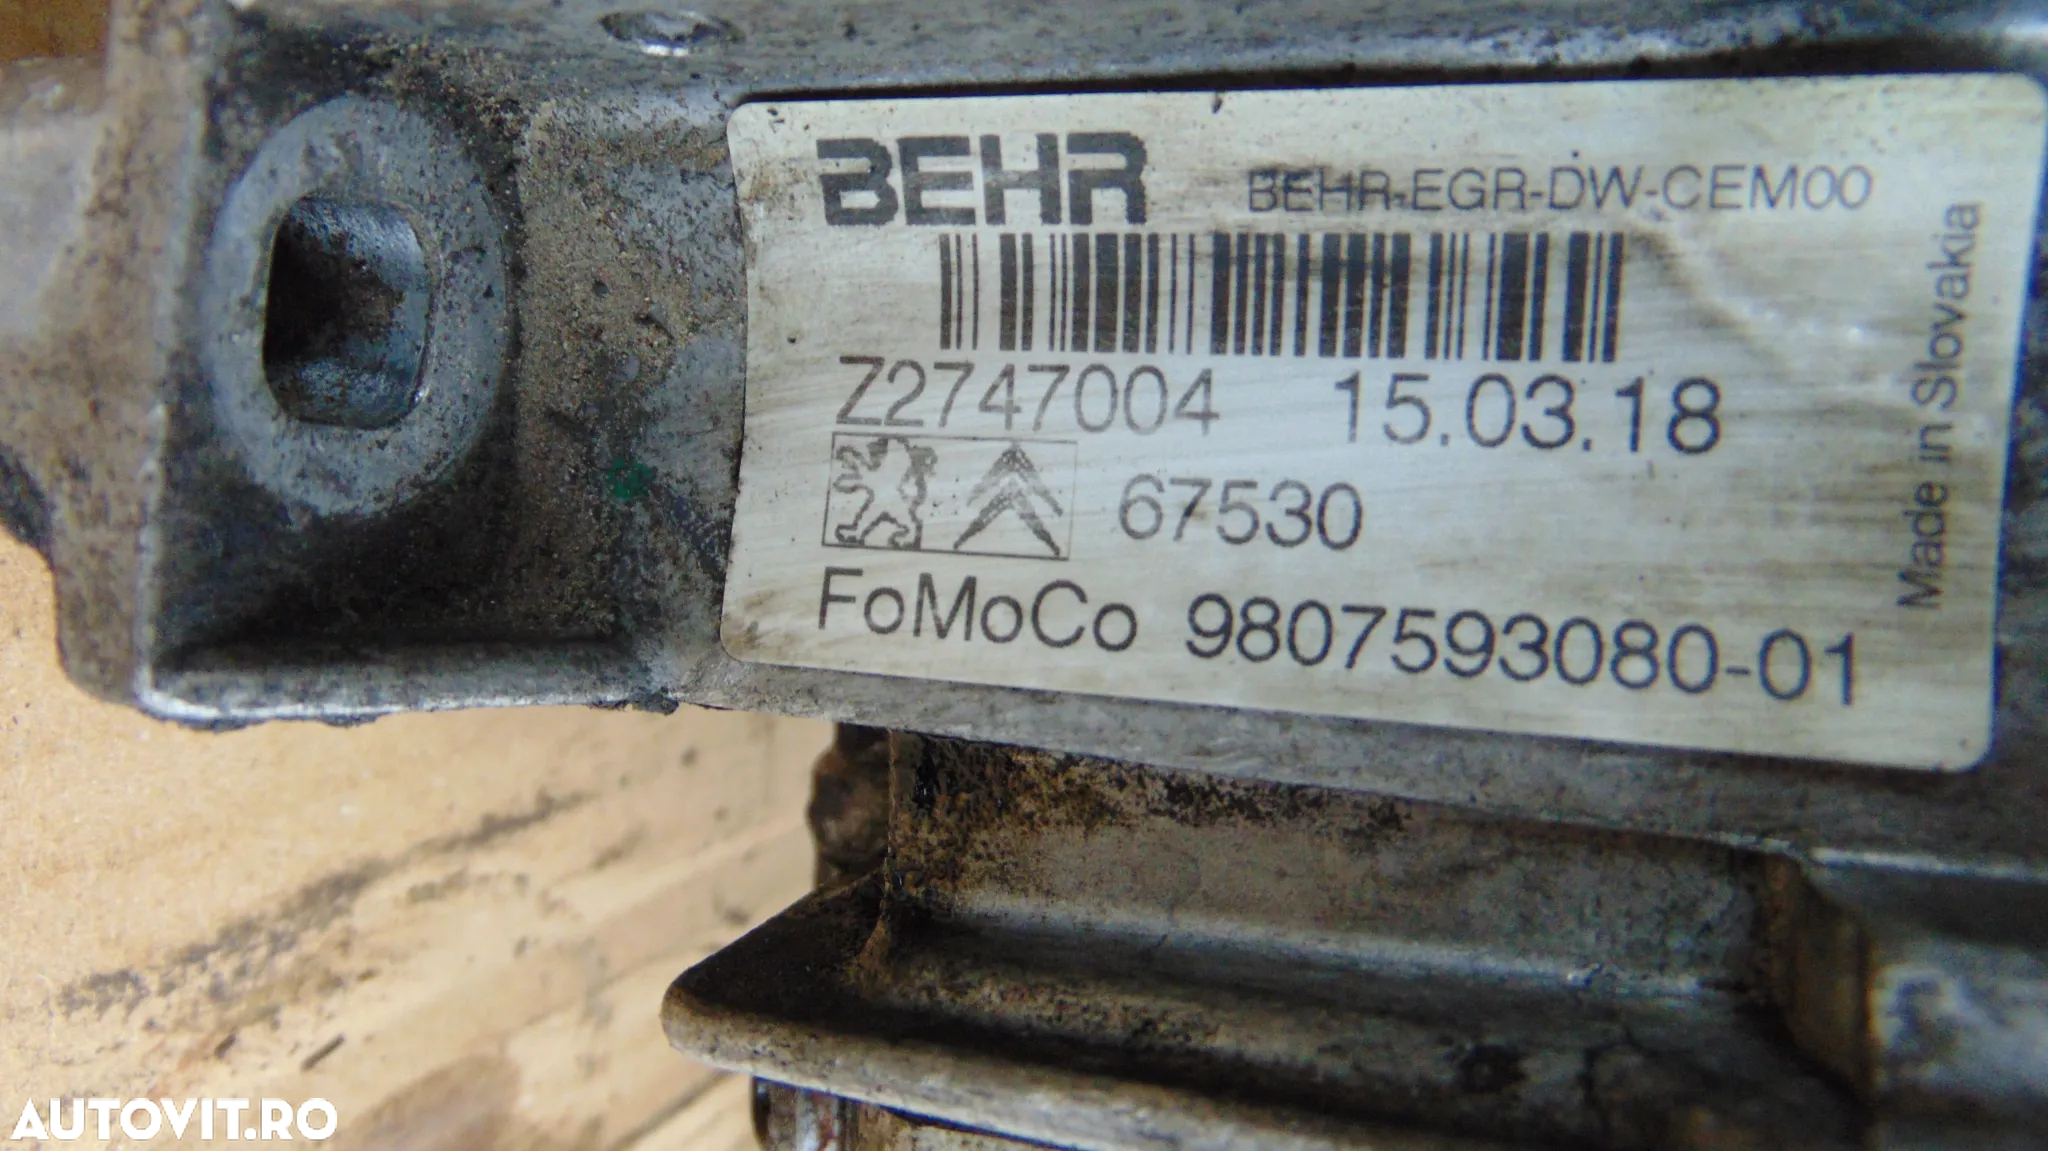 BEHR BEHR-EGR-DW-CEM00
Z2747004 15.03.18
67530
FoMoCo 9807593080-01
Made in Slovakia
AUTOVIT.RO